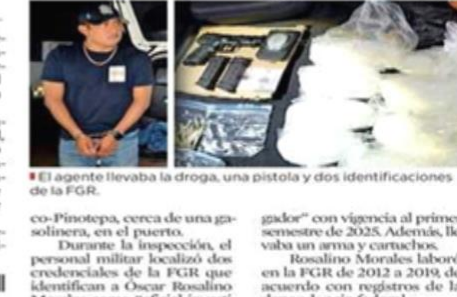 El agente llevaba la droga, una pistola y dos identificaciones
de la FGR.
co-Pinotepa, cerca de una ga-
solinera, en el puerto.
Durante la inspección, el
personal militar localizó dos
credenciales de la FGR que
identifican a Óscar Rosalino
gador" con vigencia al primer
semestre de 2025. Además, lle
vaba un arma y cartuchos.
Rosalino Morales laboró
en la FGR de 2012 a 2019, de
acuerdo con registros de la